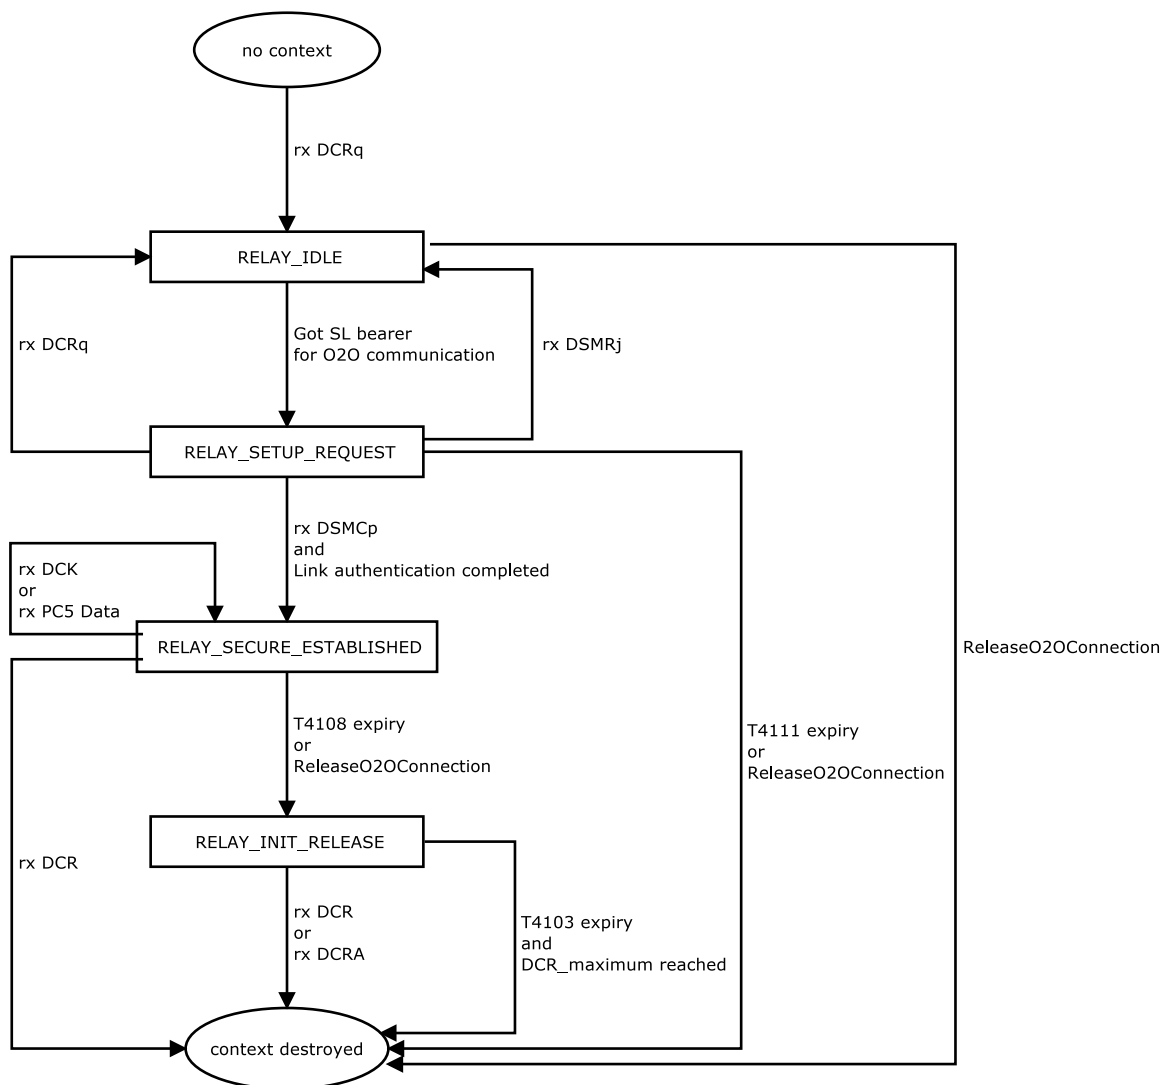 no context
rx DCRq
RELAY_IDLE
rx DCRq
Got SL bearer
for O2O communication
rx DSMRj
RELAY_SETUP_REQUEST
rx DSMCp
and
Link authentication completed
rx DCK
or
rx PC5 Data
RELAY_SECURE_ESTABLISHED
ReleaseO2OConnection
T4108 expiry
or
ReleaseO2OConnection
T4111 expiry
or
ReleaseO2OConnection
RELAY_INIT_RELEASE
rx DCR
rx DCR
or
rx DCRA
T4103 expiry
and
DCR_maximum reached
context destroyed